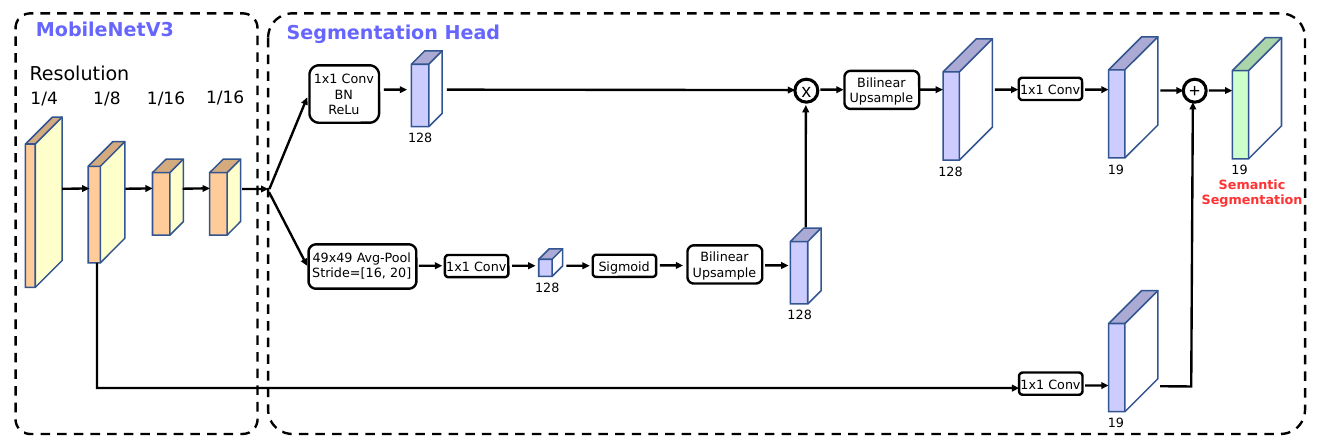 MobileNetV3
Segmentation Head
Resolution
1/4
1/8
1/16
1/16
1x1 Conv
BN
ReLu
128
x
Bilinear
Upsample
128
1x1 Conv
19
+
19
Semantic
Segmentation
49x49 Avg-Pool
Stride=[16, 20]
1x1 Conv
128
Sigmoid
Bilinear
Upsample
128
1x1 Conv
19